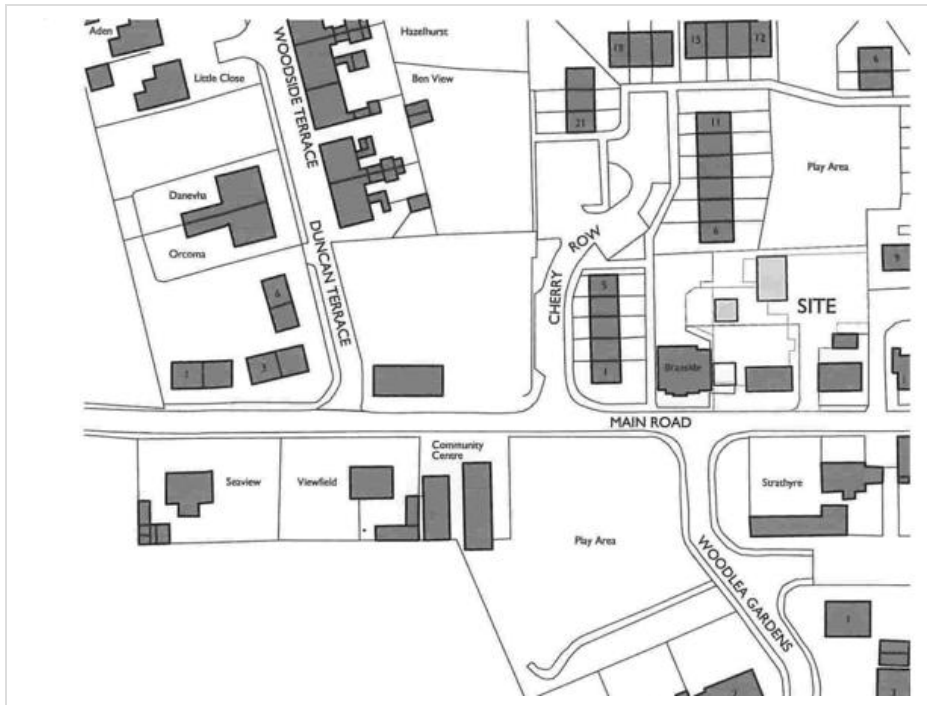 Aden
WOODSIDE TERRACE
Hazelhurst
18
15
12
6
Little Close
Ben View
21
11
Play Area
Danevha
DUNCAN TERRACE
Orcoma
CHERRY ROW
6
9
6
5
SITE
1
3
1
Braeside
MAIN ROAD
Community
Centre
Seaview
Viewfield
Strathyre
Play Area
WOODLEA GARDENS
1